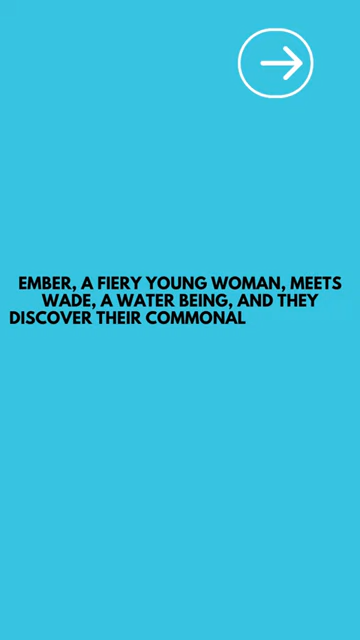 EMBER, A FIERY YOUNG WOMAN, MEETS
WADE, A WATER BEING, AND THEY
DISCOVER THEIR COMMONAL